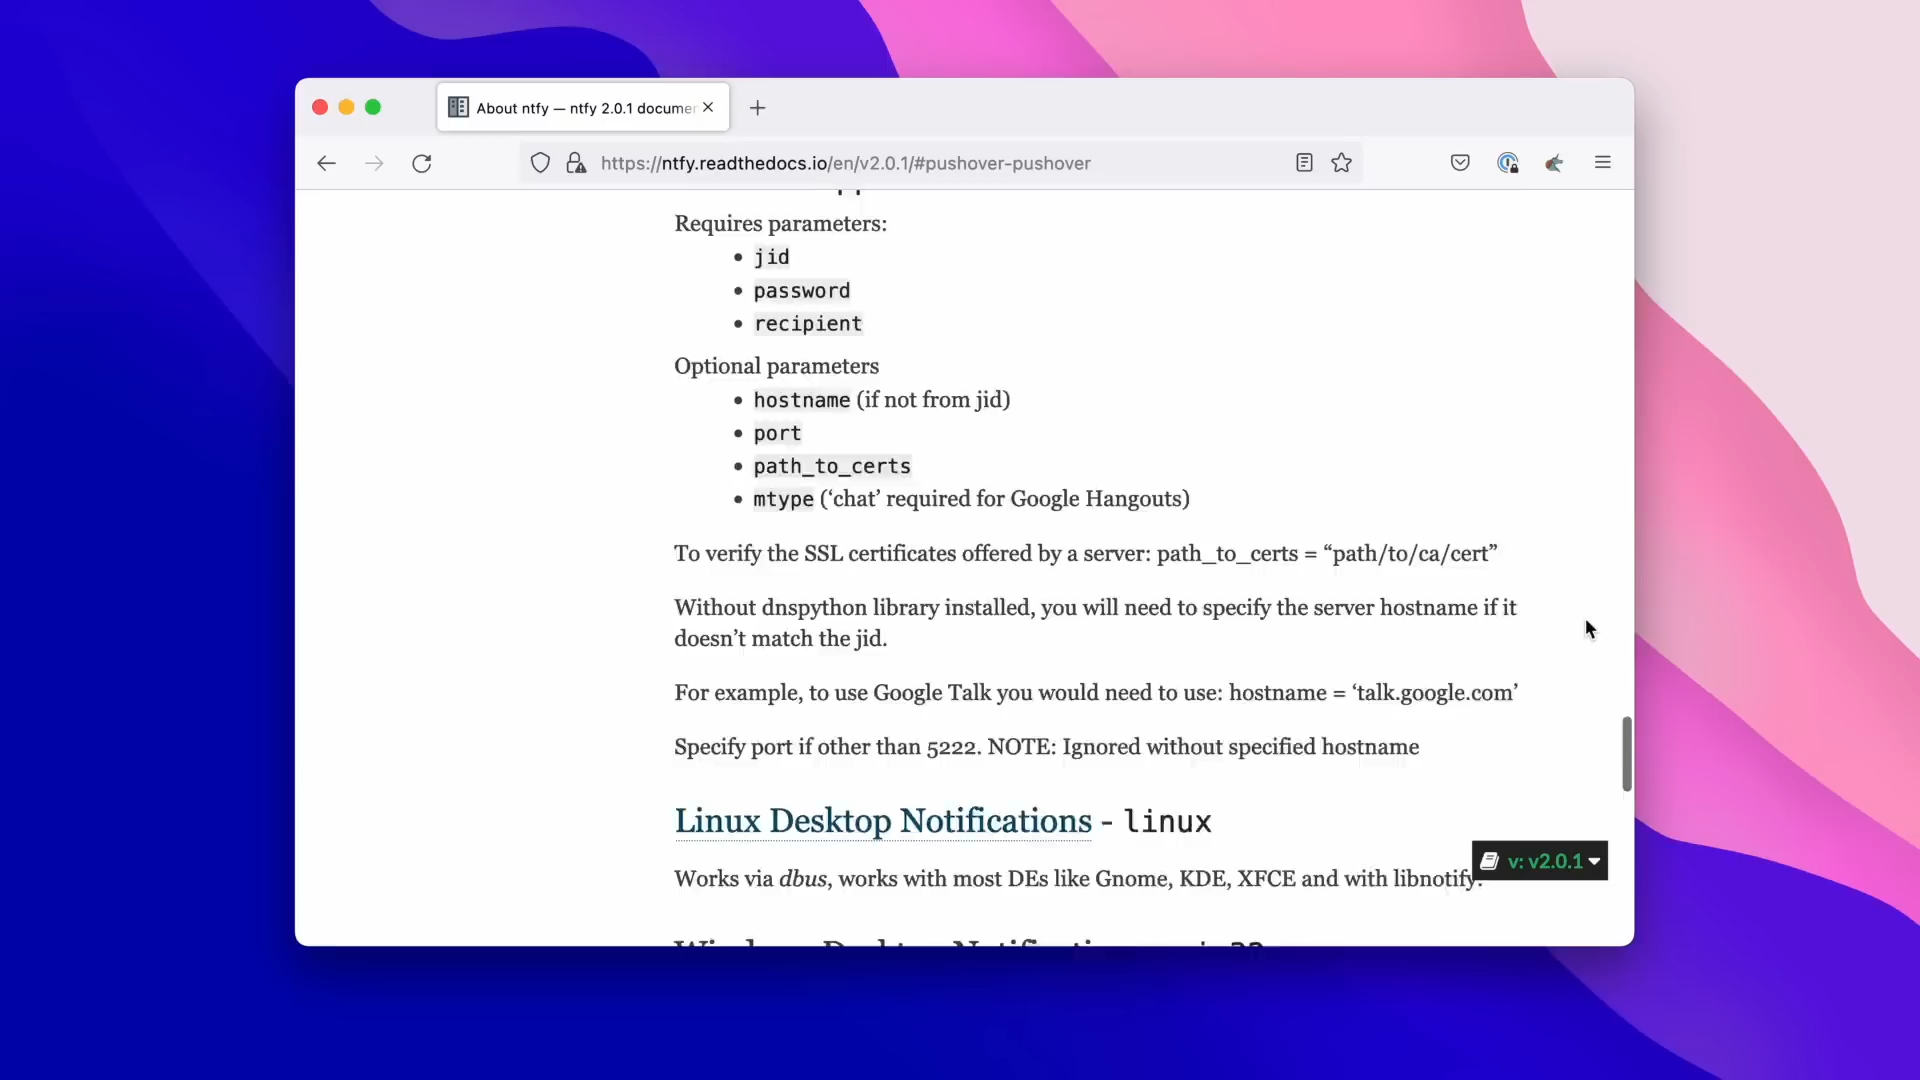 About ntfy — ntfy 2.0.1 documen
https://ntfy.readthedocs.io/en/v2.0.1/#pushover-pushover
Requires parameters:
• jid
• password
• recipient
Optional parameters
• hostname (if not from jid)
• port
• path_to_certs
• mtype (‘chat’ required for Google Hangouts)
To verify the SSL certificates offered by a server: path_to_certs = “path/to/ca/cert”
Without dnspython library installed, you will need to specify the server hostname if it
doesn’t match the jid.
For example, to use Google Talk you would need to use: hostname = ‘talk.google.com’
Specify port if other than 5222. NOTE: Ignored without specified hostname
Linux Desktop Notifications - linux
v: v2.0.1
Works via dbus, works with most DEs like Gnome, KDE, XFCE and with libnotify.